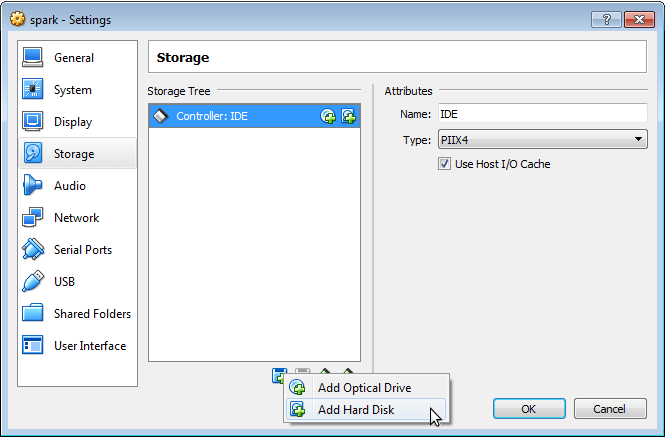 spark - Settings
General
System
Display
Storage
Audio
Network
Serial Ports
USB
Shared Folders
User Interface
Storage
Storage Tree
Controller: IDE
Attributes
Name: IDE
Type: PIIX4
Use Host I/O Cache
Add Optical Drive
Add Hard Disk
OK
Cancel